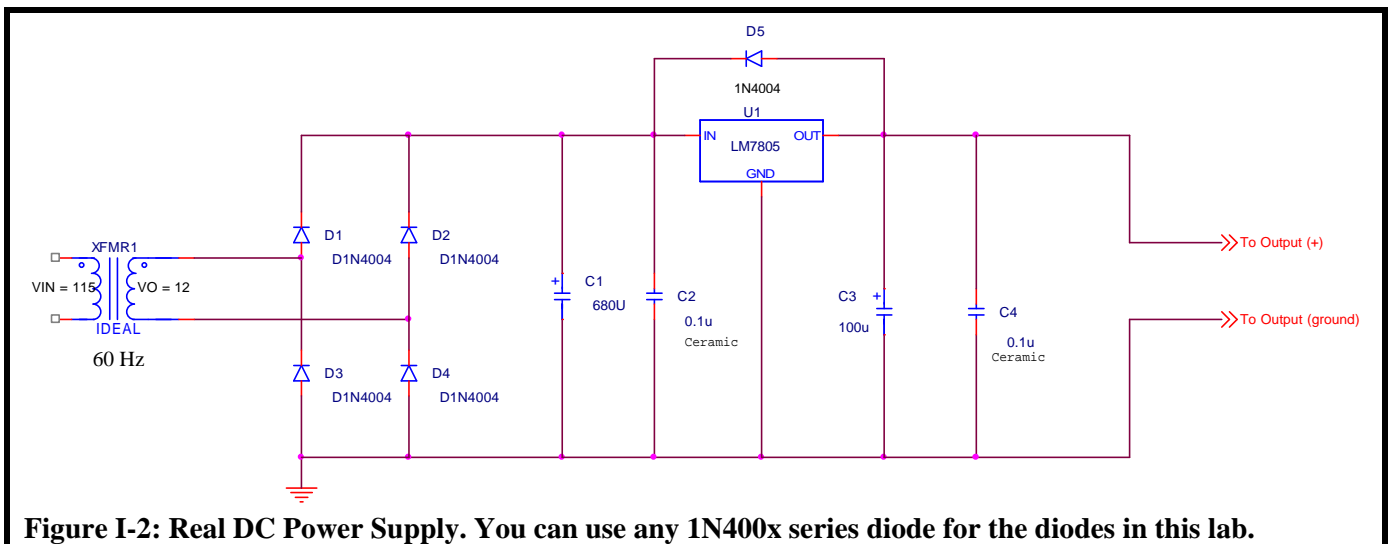 D5
1N4004
U1
IN
OUT
LM7805
GND
D1
D1N4004
D2
D1N4004
XFMR1
VIN = 115
VO = 12
IDEAL
60 Hz
+
C1
680U
C2
0.1u
Ceramic
C3
+
100u
C4
0.1u
Ceramic
To Output (+)
To Output (ground)
D3
D1N4004
D4
D1N4004
Figure I-2: Real DC Power Supply. You can use any 1N400x series diode for the diodes in this lab.